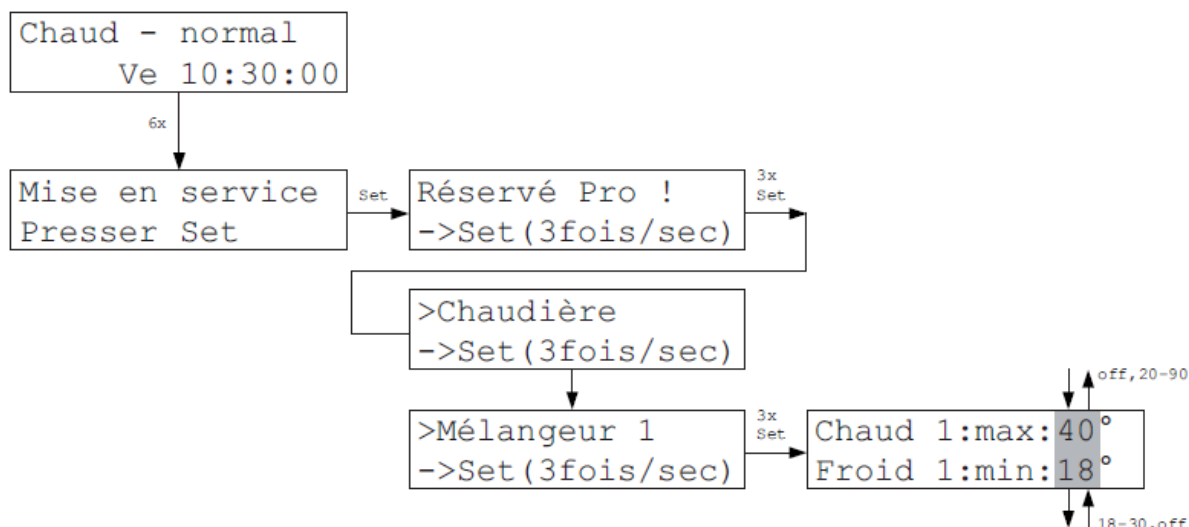 Chaud - normal
Ve 10:30:00
6x
Mise en service
Presser Set
Set
Réservé Pro !
->Set(3fois/sec)
3x
Set
>Chaudière
->Set(3fois/sec)
>Mélangeur 1
->Set(3fois/sec)
3x
Set
off,20-90
Chaud 1:max:40°
Froid 1:min:18°
18-30,off